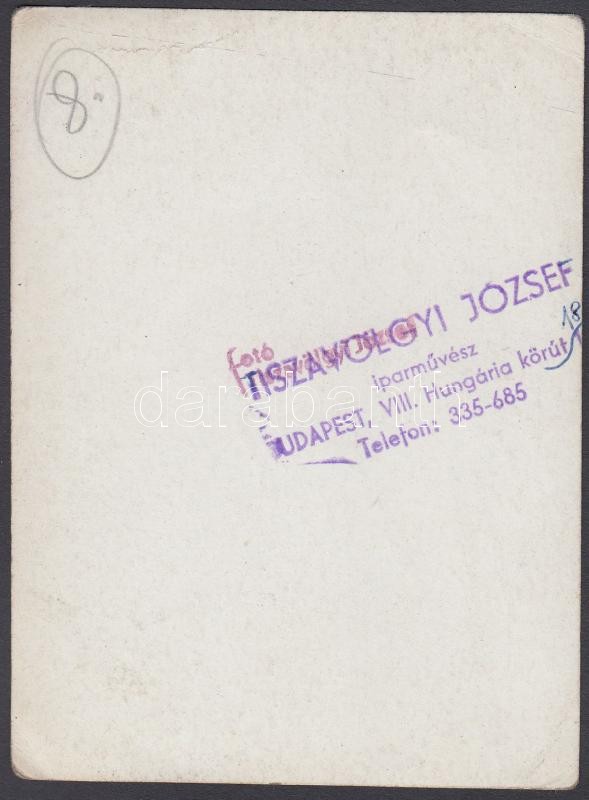 8
TISZAVÖLGYI JÓZSEF
Fotó
iparművész
18
BUDAPEST, VIII. Hungária körút
Telefon: 335-685
darabanth